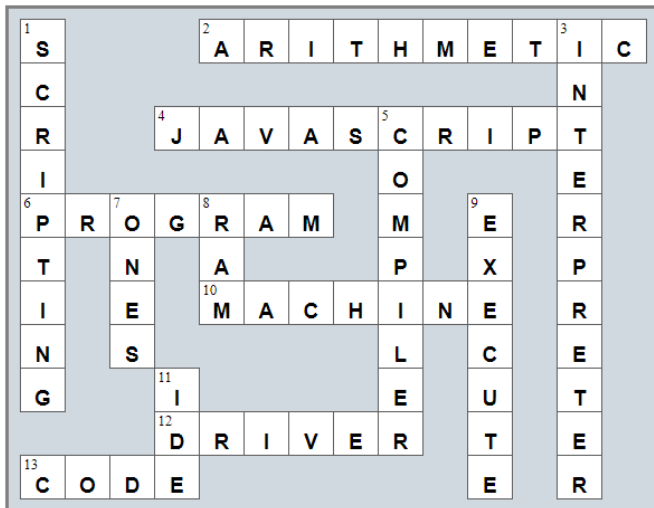 1 S 2 A R I T H M E T 3 I C
C N
R 4 J A V A S 5 C R I P T
I O E
6 P R 7 O G 8 R A M M 9 E R
T N A P X P
I E 10 M A C H I N E R
N S L C E
G 11 I E U T
12 D R I V E R T E
13 C O D E E R